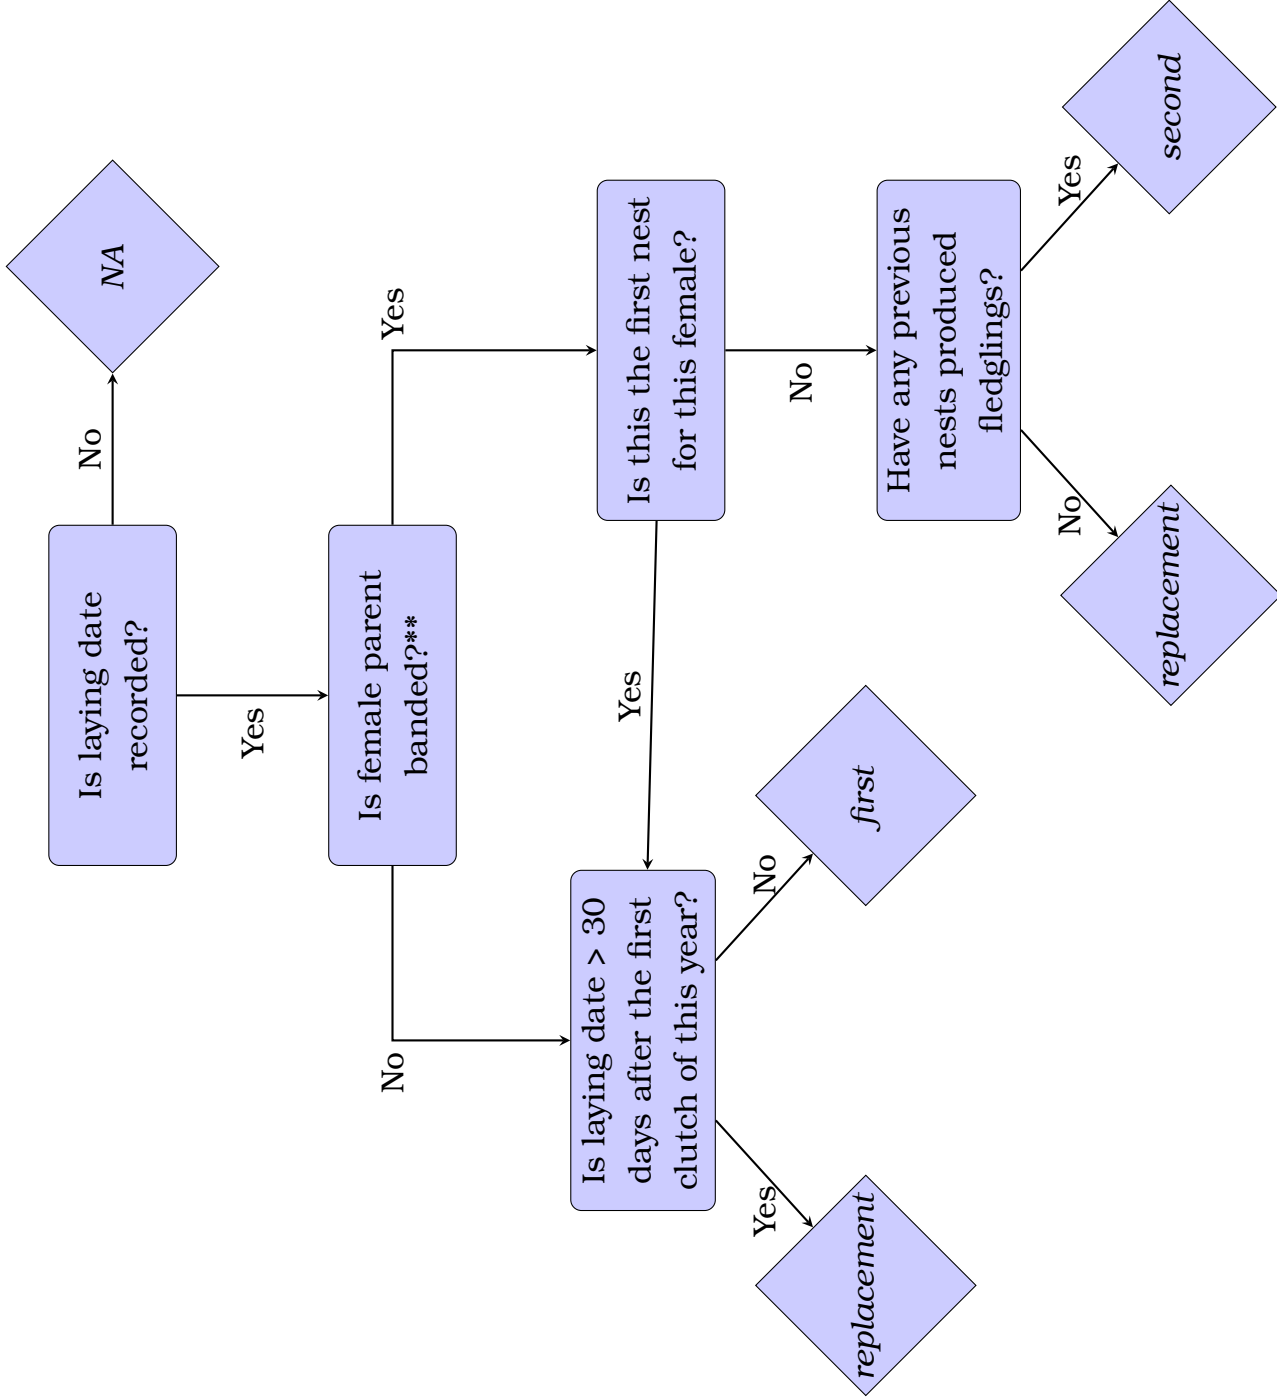 Is laying date
recorded?
No
NA
Yes
Is female parent
banded?**
No
Yes
Is laying date > 30
days after the first
clutch of this year?
Yes
Is this the first nest
for this female?
Yes
No
No
replacement
first
Have any previous
nests produced
fledglings?
No
Yes
replacement
second